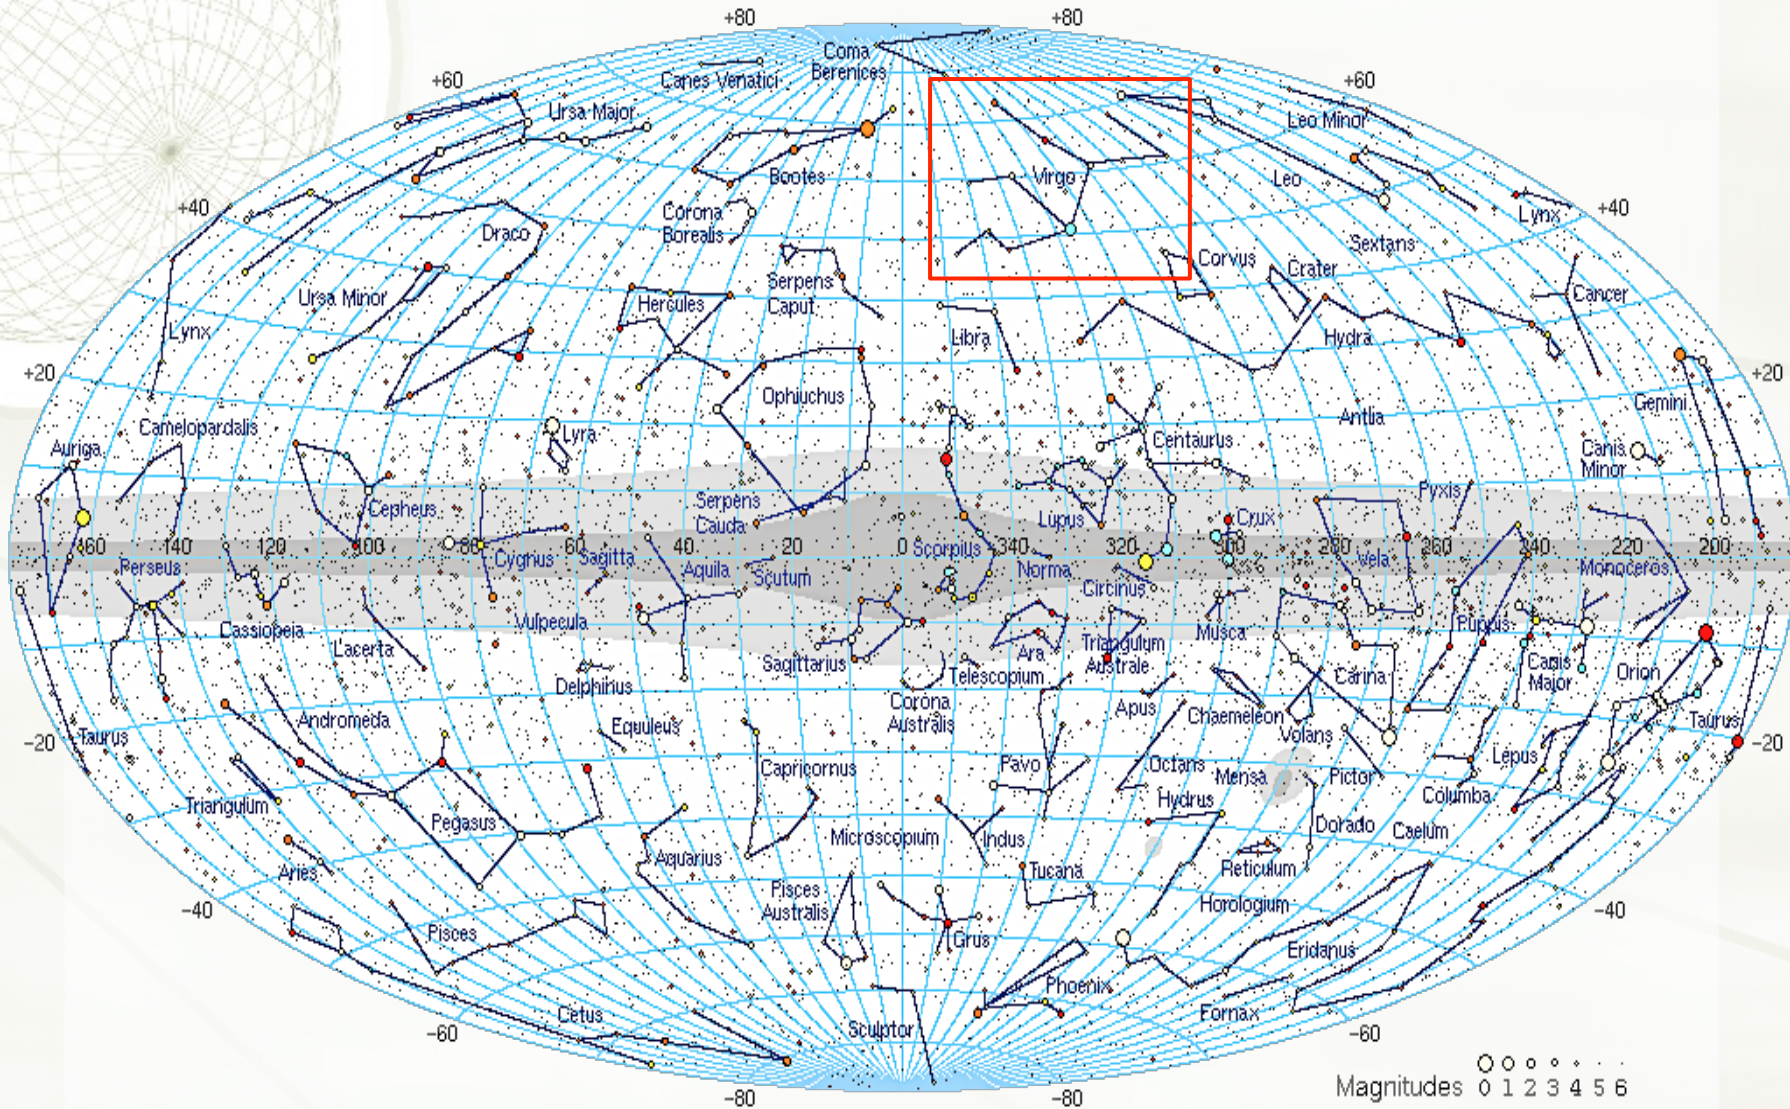 +80 +80
Coma
Berenices
Canes Venatici
+60 +60
Ursa Major
Leo Minor
Bootes
Virgo
Leo
+40 +40
Corona
Borealis
Lynx
Draco
Sextans
Corvus
Crater
Serpens
Caput
Ursa Minor
Hercules
Cancer
Lynx
Libra
Hydra
+20 +20
Ophiuchus
Gemini
Antlia
Camelopardalis
Lyra
Centaurus
Auriga
Canis
Minor
Serpens
Cauda
Cepheus
Lupus
Crux
Pyxis
160 140 120 100 80 60 40 20 0 340 320 300 280 260 240 220 200
Perseus
Cygnus
Sagitta
Aquila
Scutum
Scorpius
Norma
Circinus
Vela
Monoceros
Cassiopeia
Vulpecula
Lacerta
Sagittarius
Ara
Triangulum
Australe
Musca
Puppis
Canis
Major
Orion
Delphinus
Telescopium
Carina
Corona
Australis
Apus
Chaemeleon
Volans
Andromeda
Equuleus
Taurus
Taurus
-20 -20
Capricornus
Pavo
Octans
Mensa
Pictor
Lepus
Columba
Triangulum
Hydrus
Pegasus
Microscopium
Indus
Dorado
Caelum
Aries
Aquarius
Tucana
Reticulum
Pisces
Australis
Horologium
-40 -40
Pisces
Grus
Eridanus
Phoenix
Cetus
Sculptor
Fornax
-60 -60
Magnitudes 0 1 2 3 4 5 6
-80 -80